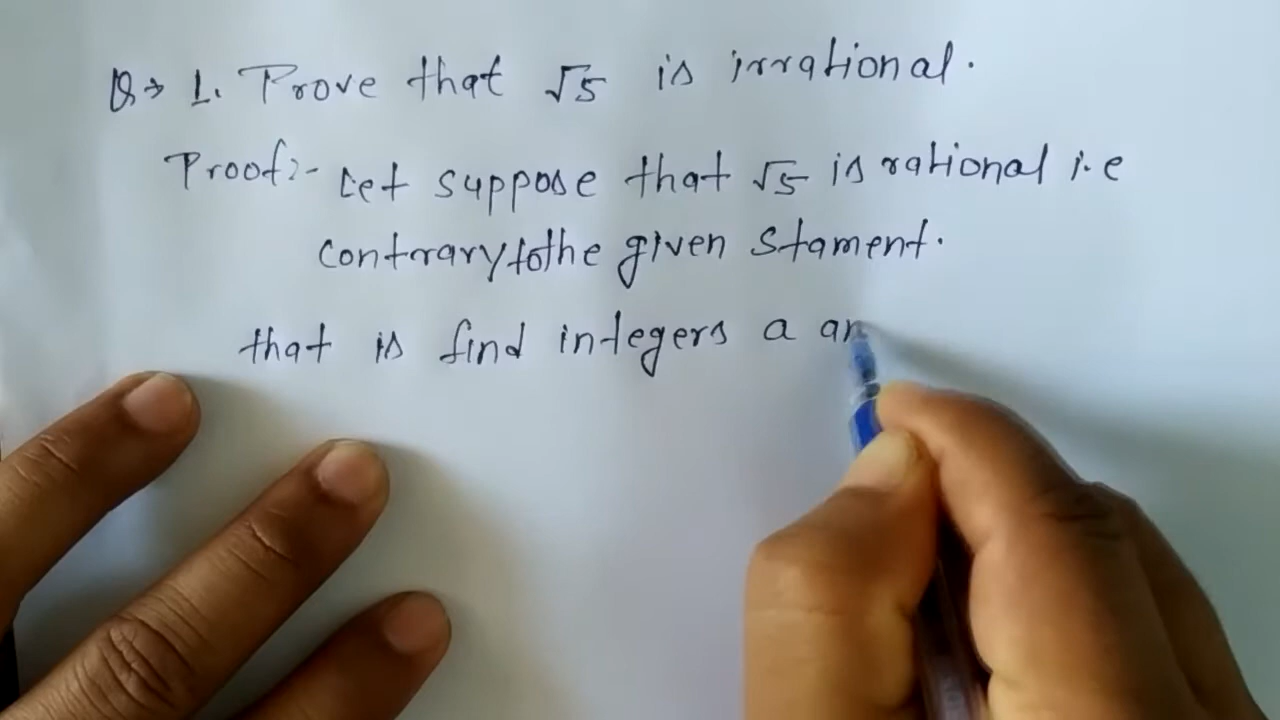 Q → 1. Prove that √5 is irrational.
Proof:- Let suppose that √5 is rational i.e
contrary to the given stament.
that is find integers a an